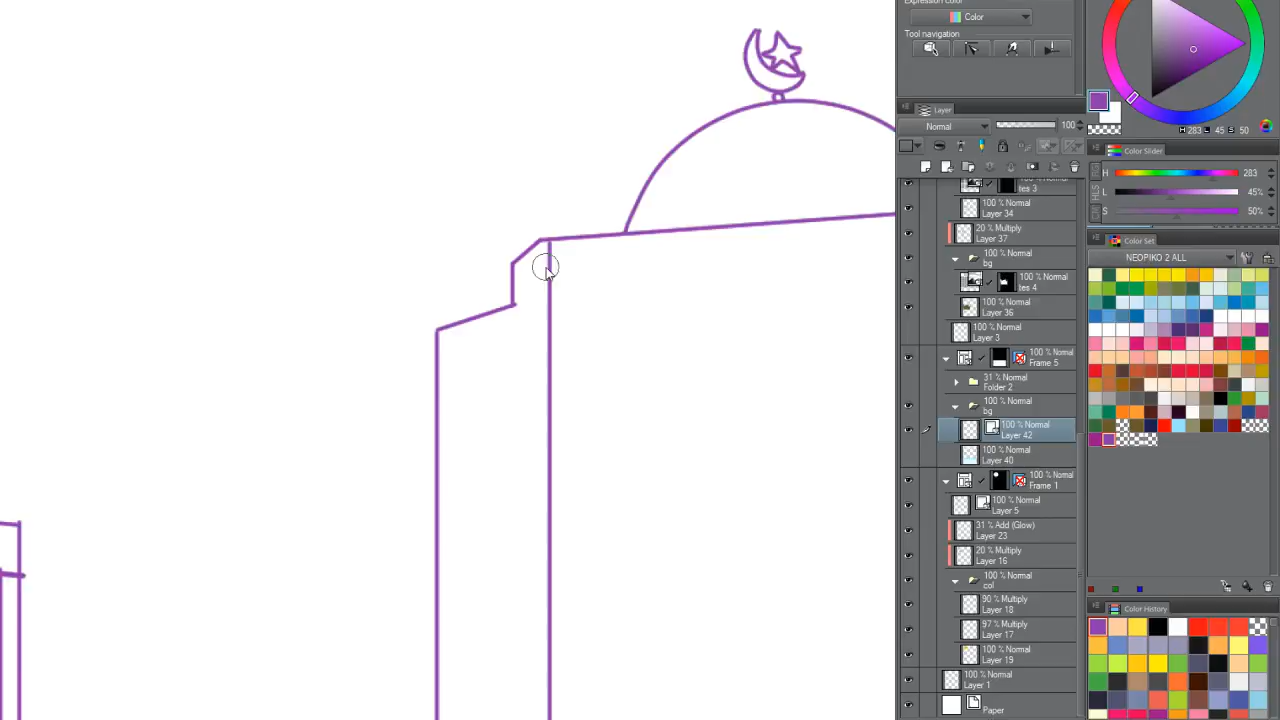 Expression Color
Color
Tool navigation
Layer
Normal
100
tes 3
100 % Normal
Layer 34
20 % Multiply
Layer 37
100 % Normal
bg
100 % Normal
tes 4
100 % Normal
Layer 36
100 % Normal
Layer 3
100 % Normal
Frame 5
31 % Normal
Folder 2
100 % Normal
bg
100 % Normal
Layer 42
100 % Normal
Layer 40
100 % Normal
Frame 1
100 % Normal
Layer 5
31 % Add (Glow)
Layer 23
20 % Multiply
Layer 16
100 % Normal
col
90 % Multiply
Layer 18
97 % Multiply
Layer 17
100 % Normal
Layer 19
100 % Normal
Layer 1
Paper
H 283 L 45 S 50
Color Slider
H 283
L 45%
S 50%
Color Set
NEOPIKO 2 ALL
Color History